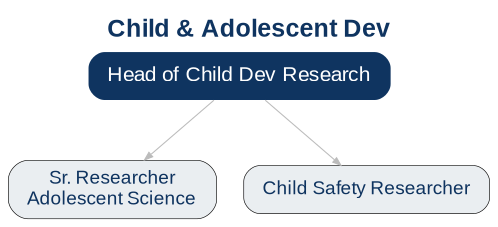 Child & Adolescent Dev
Head of Child Dev Research
Sr. Researcher
Adolescent Science
Child Safety Researcher